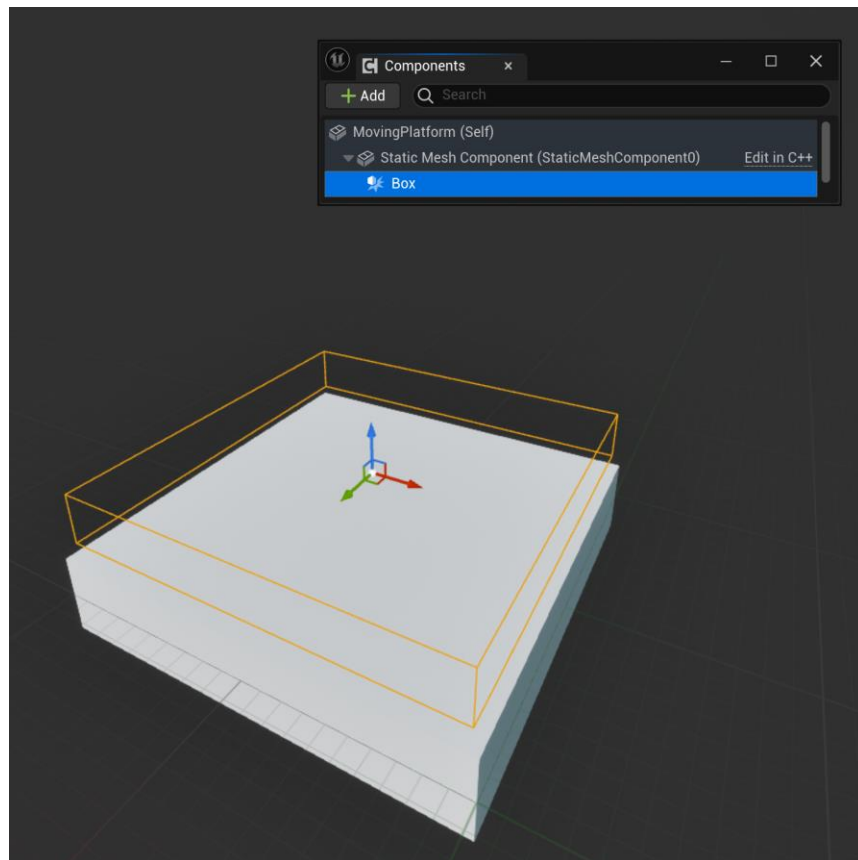 Components
+ Add Search
MovingPlatform (Self)
Static Mesh Component (StaticMeshComponent0) Edit in C++
Box